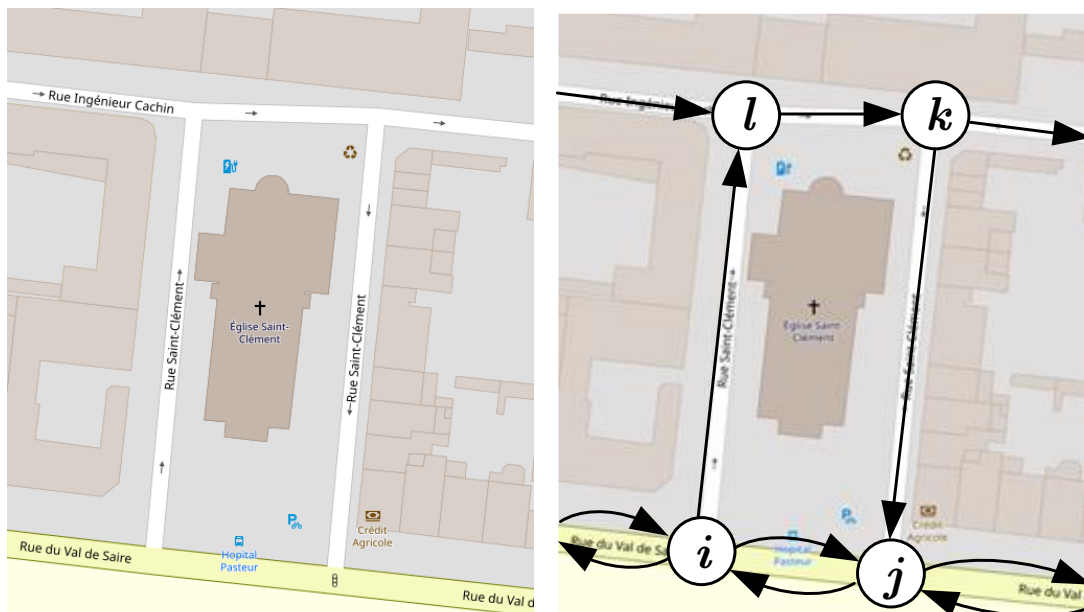 Rue Ingénieur Cachin
Rue Saint-Clément
Rue Saint-Clément
Église Saint-
Clément
Crédit
Agricole
Hopital
Pasteur
Rue du Val de Saire
Rue du Val d
Rue Ingén
l
k
Rue Saint-Clément
Rue Saint-Clément
Église Saint-
Clément
Crédit
Agricole
Hopital
Pasteur
Rue du Val de Sa
i
j
Rue du Val